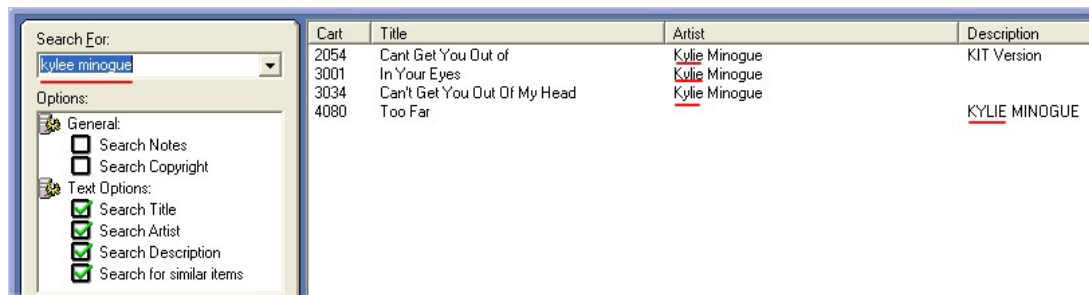 Search For:
kylee minogue
Options:
General:
Search Notes
Search Copyright
Text Options:
Search Title
Search Artist
Search Description
Search for similar items
Cart Title Artist Description
2054 Cant Get You Out of Kylie Minogue KIT Version
3001 In Your Eyes Kylie Minogue
3034 Can't Get You Out Of My Head Kylie Minogue
4080 Too Far KYLIE MINOGUE